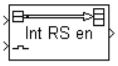 Int RS en